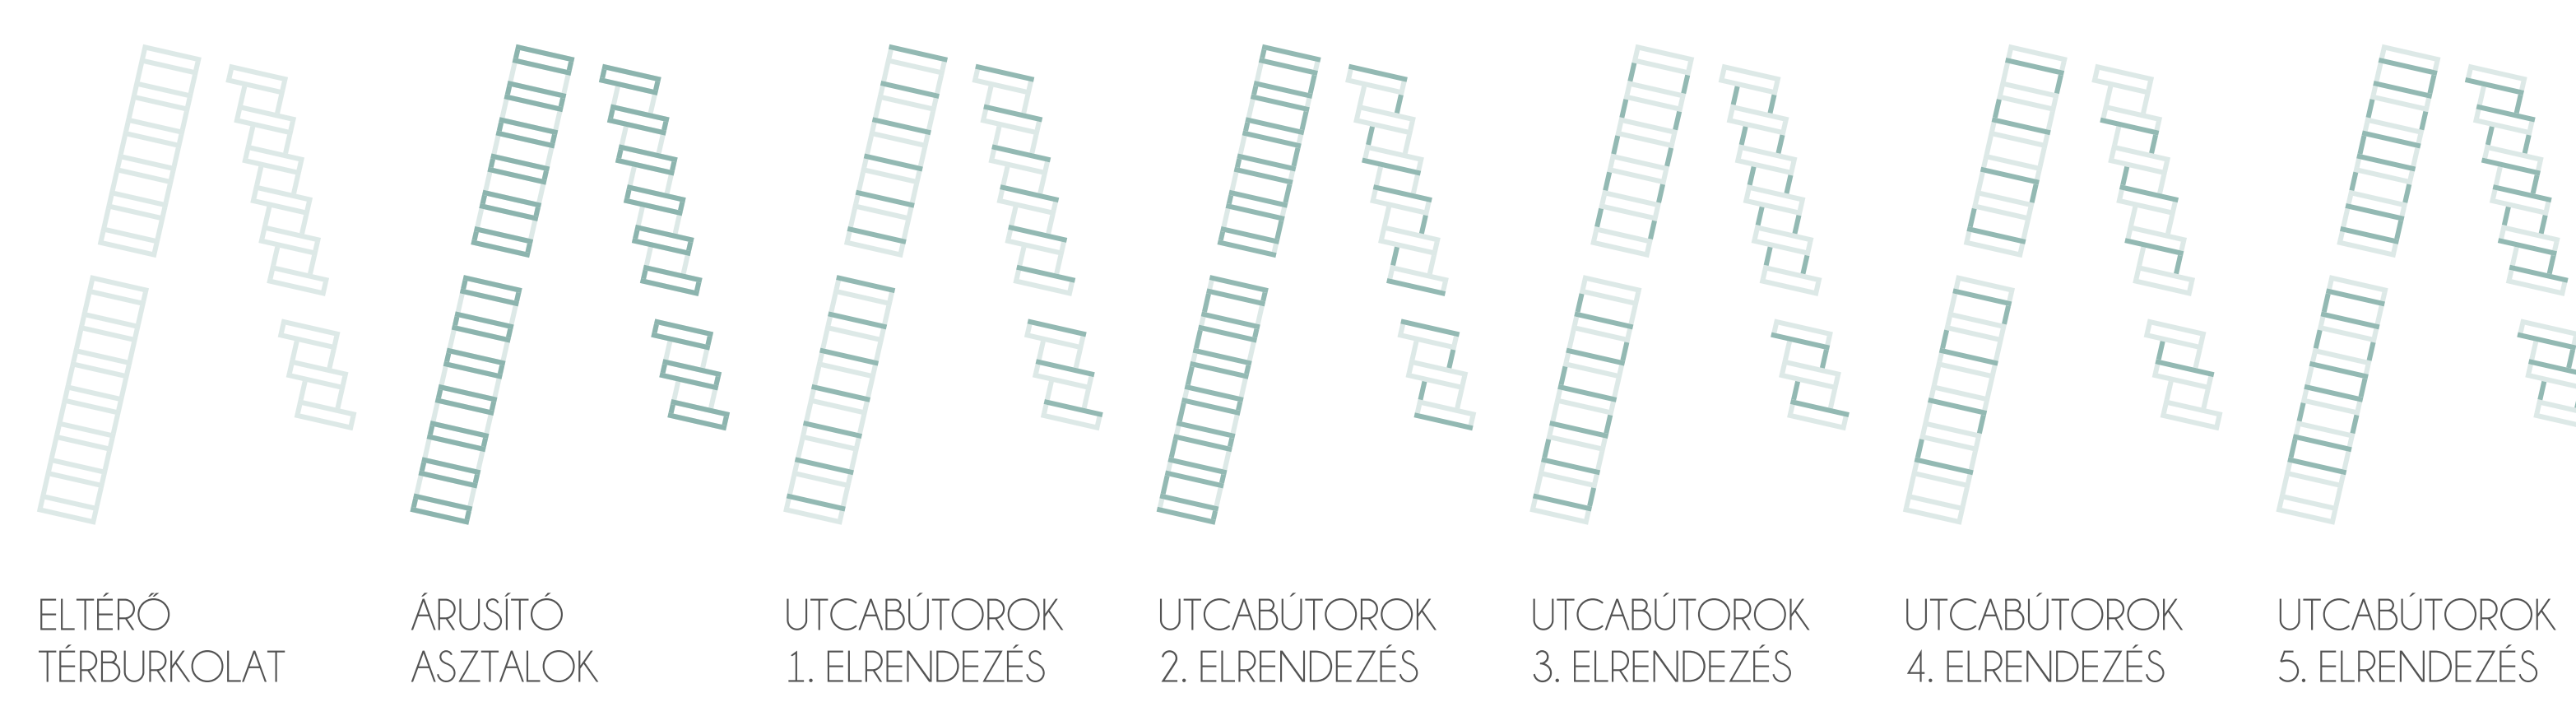 ELTÉRŐ
TÉRBURKOLAT
ÁRUSÍTÓ
ASZTALOK
UTCABÚTOROK
1. ELRENDEZÉS
UTCABÚTOROK
2. ELRENDEZÉS
UTCABÚTOROK
3. ELRENDEZÉS
UTCABÚTOROK
4. ELRENDEZÉS
UTCABÚTOROK
5. ELRENDEZÉS